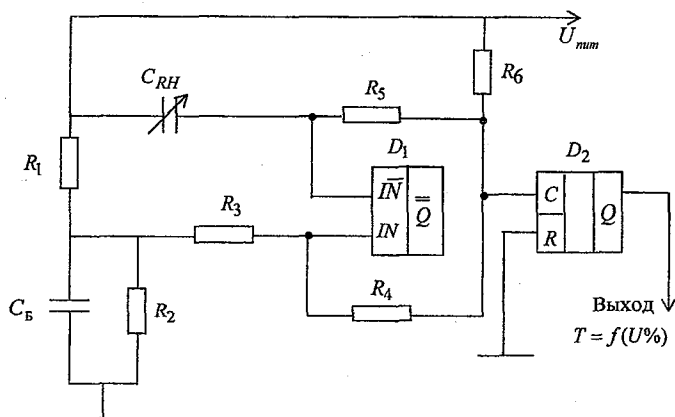 U_пит
C_RH
R_6
R_5
D_1
D_2
R_1
R_3
IN̅
Q̿
C
Q
IN
R
R_4
C_Б
R_2
Выход
T = f(U%)